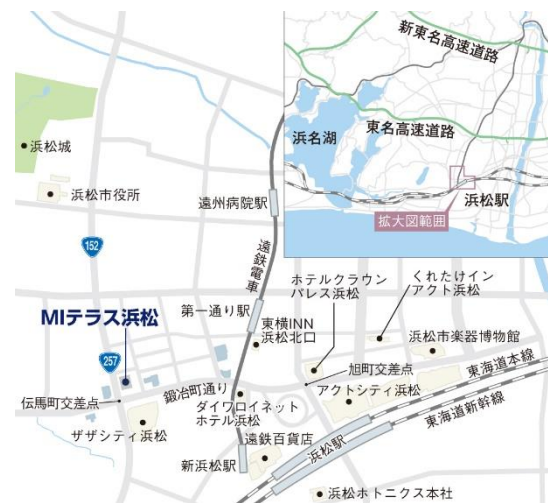 新東名高速道路
東名高速道路
浜名湖
浜松駅
拡大図範囲
浜松城
浜松市役所
遠州病院駅
152
遠鉄電車
MIテラス浜松
第一通り駅
ホテルクラウン
パレス浜松
くれたけイン
アクト浜松
東横INN
浜松北口
浜松市楽器博物館
257
鍛冶町通り
旭町交差点
東海道本線
伝馬町交差点
ダイワロイネット
ホテル浜松
アクトシティ浜松
東海道新幹線
ザザシティ浜松
遠鉄百貨店
浜松駅
新浜松駅
浜松ホトニクス本社